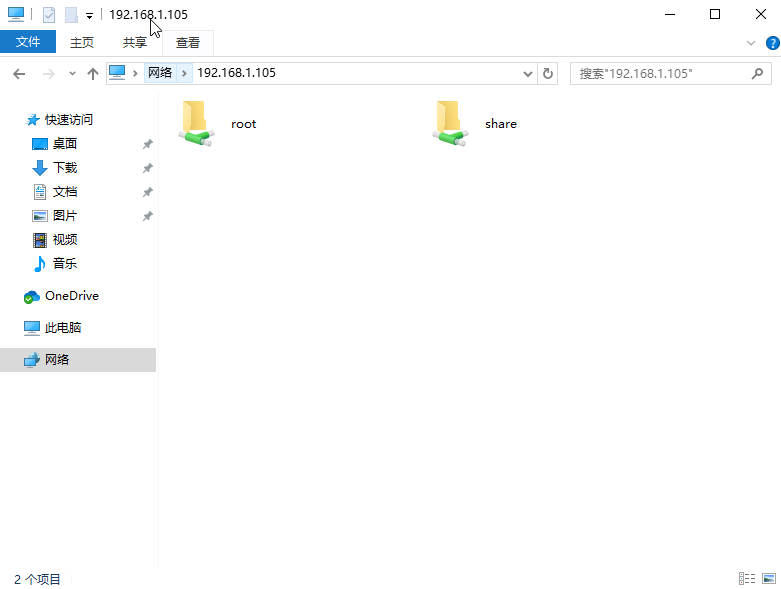 192.168.1.105
文件 主页 共享 查看
网络 192.168.1.105 搜索"192.168.1.105"
快速访问
桌面
下载
文档
图片
视频
音乐
OneDrive
此电脑
网络
root share
2 个项目